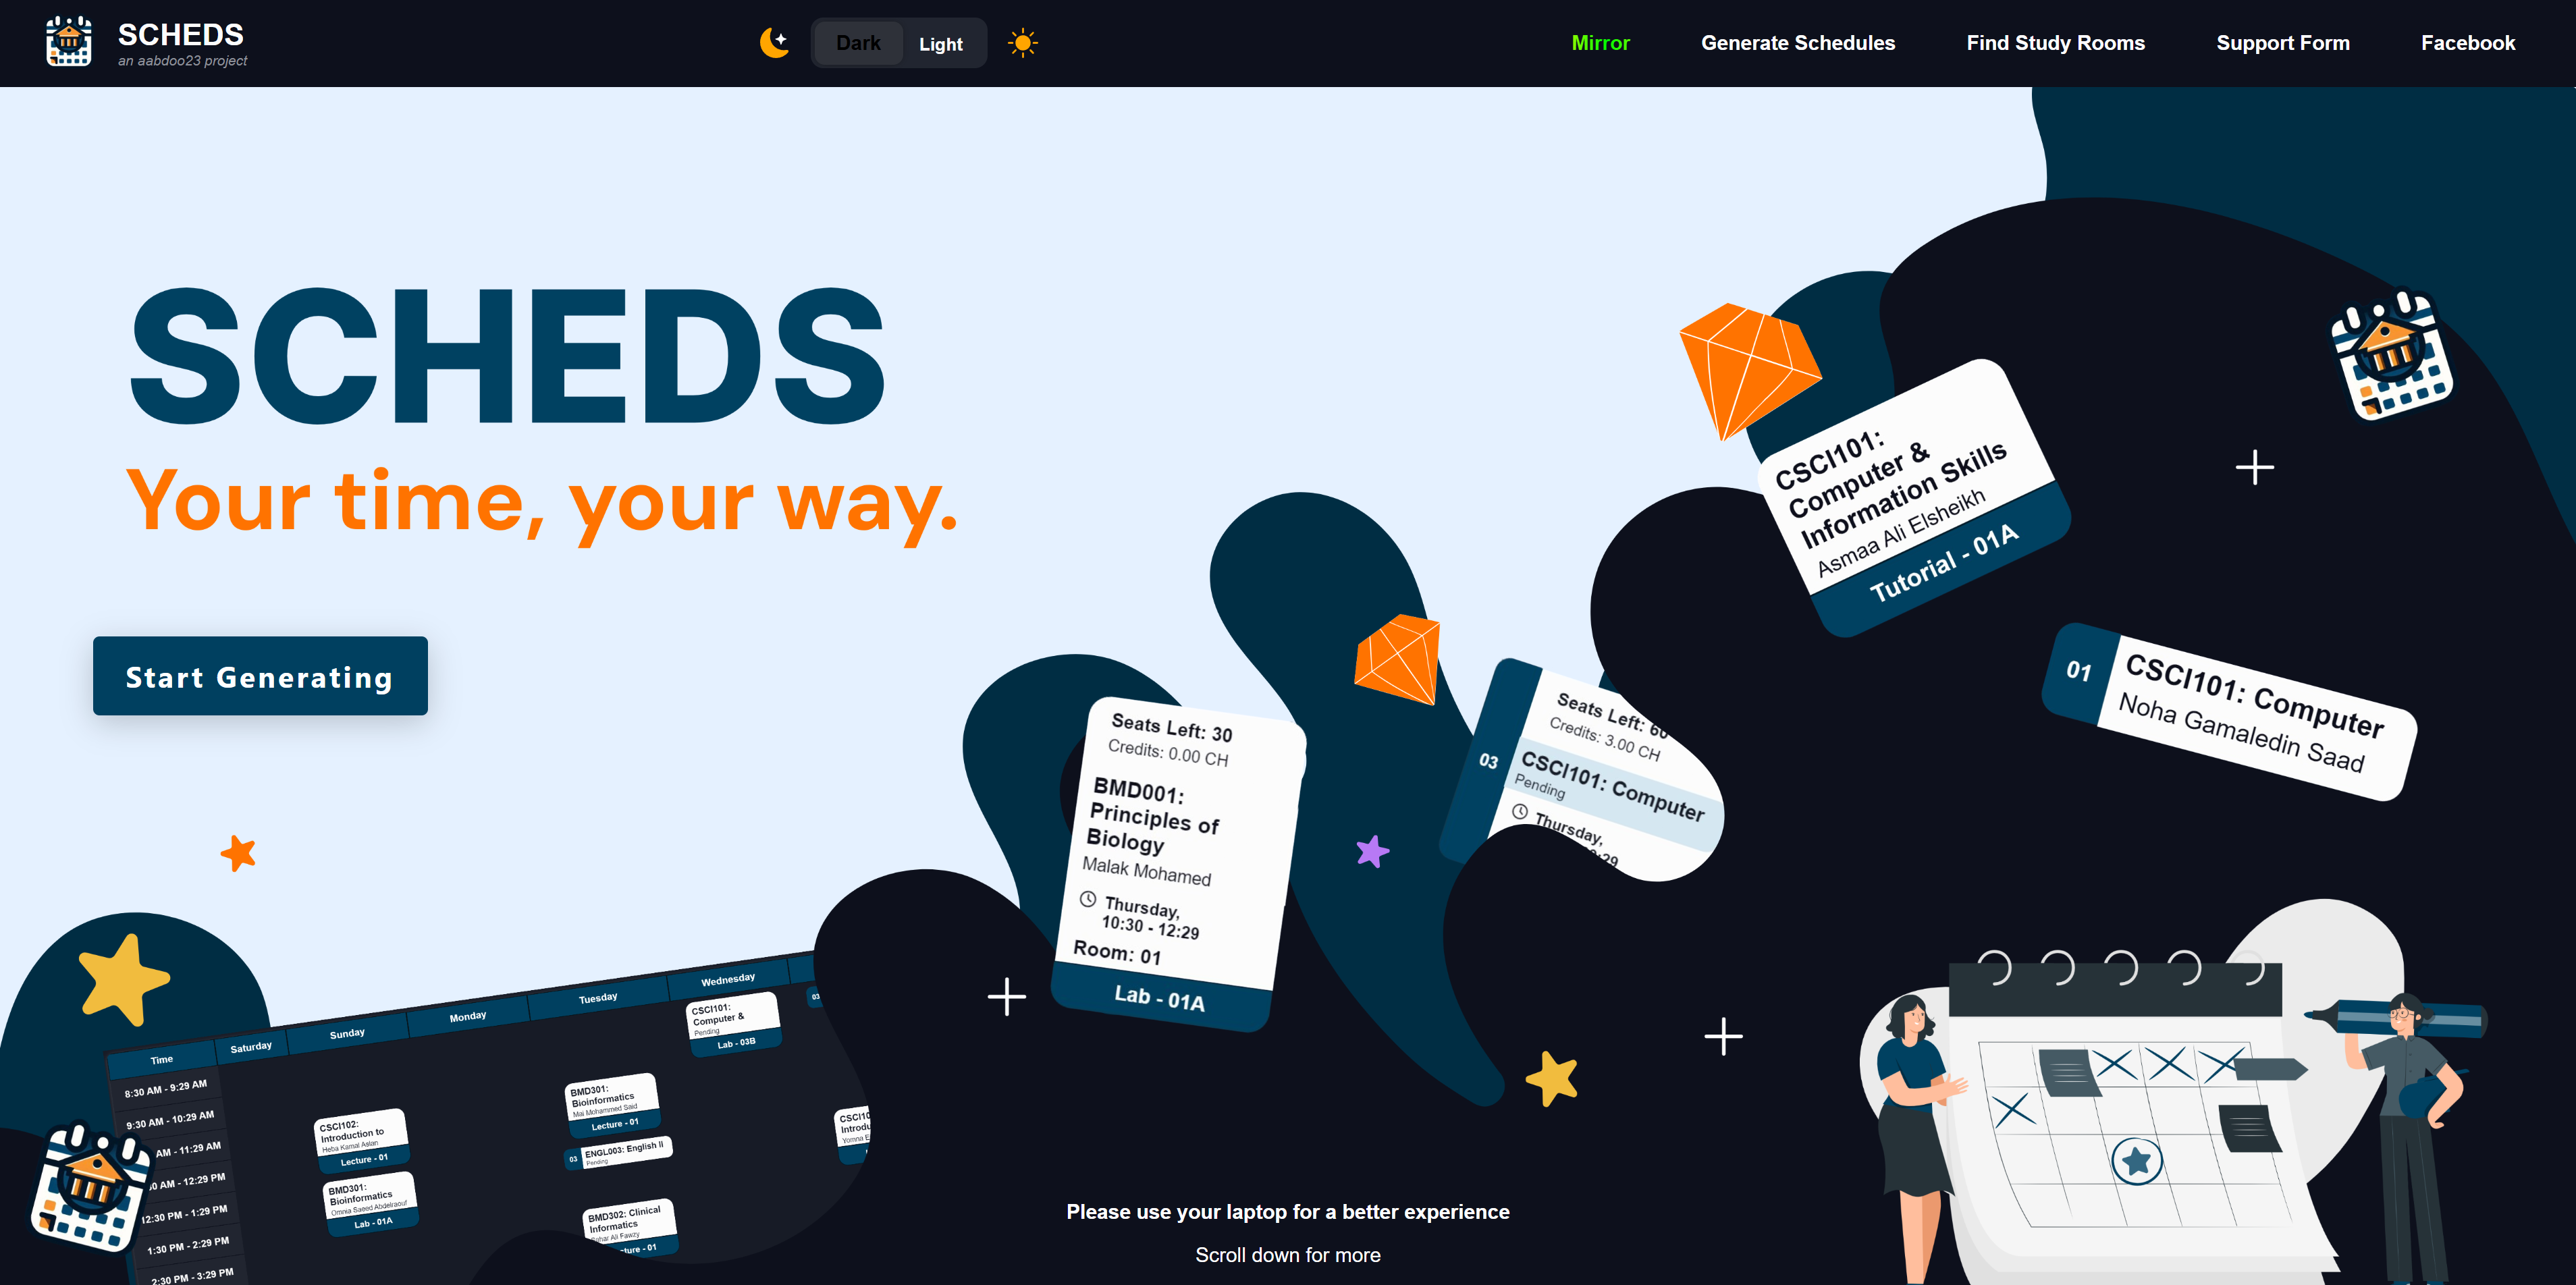 SCHEDS
an aabdoo23 project
Dark
Light
Mirror
Generate Schedules
Find Study Rooms
Support Form
Facebook
SCHEDS
Your time, your way.
Start Generating
CSCI101:
Computer &
Information Skills
Asmaa Ali Elsheikh
Tutorial - 01A
01
CSCI101: Computer
Noha Gamaledin Saad
Seats Left: 30
Credits: 0.00 CH
BMD001:
Principles of
Biology
Malak Mohamed
Thursday,
10:30 - 12:29
Room: 01
Lab - 01A
03
Seats Left: 60
Credits: 3.00 CH
CSCI101: Computer
Pending
Thursday,
:29
Time
Saturday
Sunday
Monday
Tuesday
Wednesday
8:30 AM - 9:29 AM
9:30 AM - 10:29 AM
AM - 11:29 AM
0 AM - 12:29 PM
12:30 PM - 1:29 PM
1:30 PM - 2:29 PM
2:30 PM - 3:29 PM
CSCI101:
Computer &
Pending
Lab - 03B
03
BMD301:
Bioinformatics
Mai Mohammed Said
Lecture - 01
03
ENGL003: English II
Pending
CSCI102:
Introduction to
Heba Kamal Aslan
Lecture - 01
BMD301:
Bioinformatics
Omnia Saeed Abdelraouf
Lab - 01A
BMD302: Clinical
Informatics
Sahar Ali Fawzy
cture - 01
CSCI10
Introdu
Yomna E
Please use your laptop for a better experience
Scroll down for more